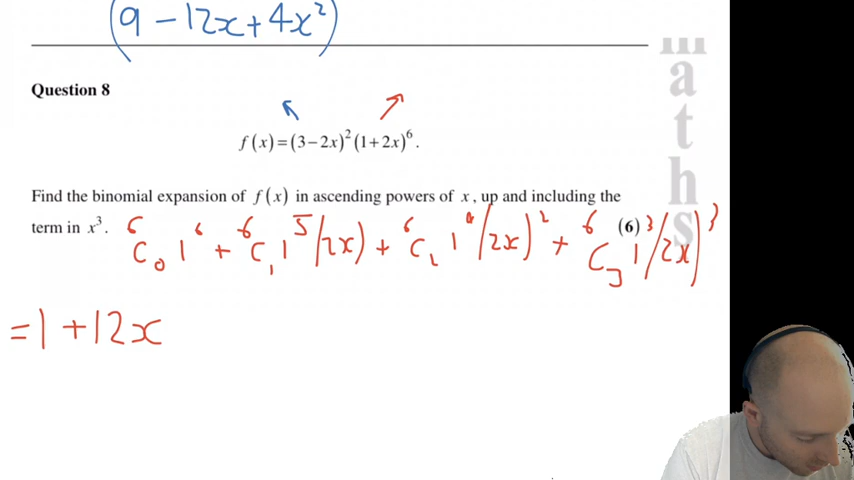 (9 - 12x + 4x²)
maths
Question 8
f(x) = (3 − 2x)² (1 + 2x)⁶.
Find the binomial expansion of f(x) in ascending powers of x, up and including the
term in x³. (6)
⁶C₀ 1⁶ + ⁶C₁ 1⁵ (2x) + ⁶C₂ 1⁴ (2x)² + ⁶C₃ 1³ (2x)³
= 1 + 12x